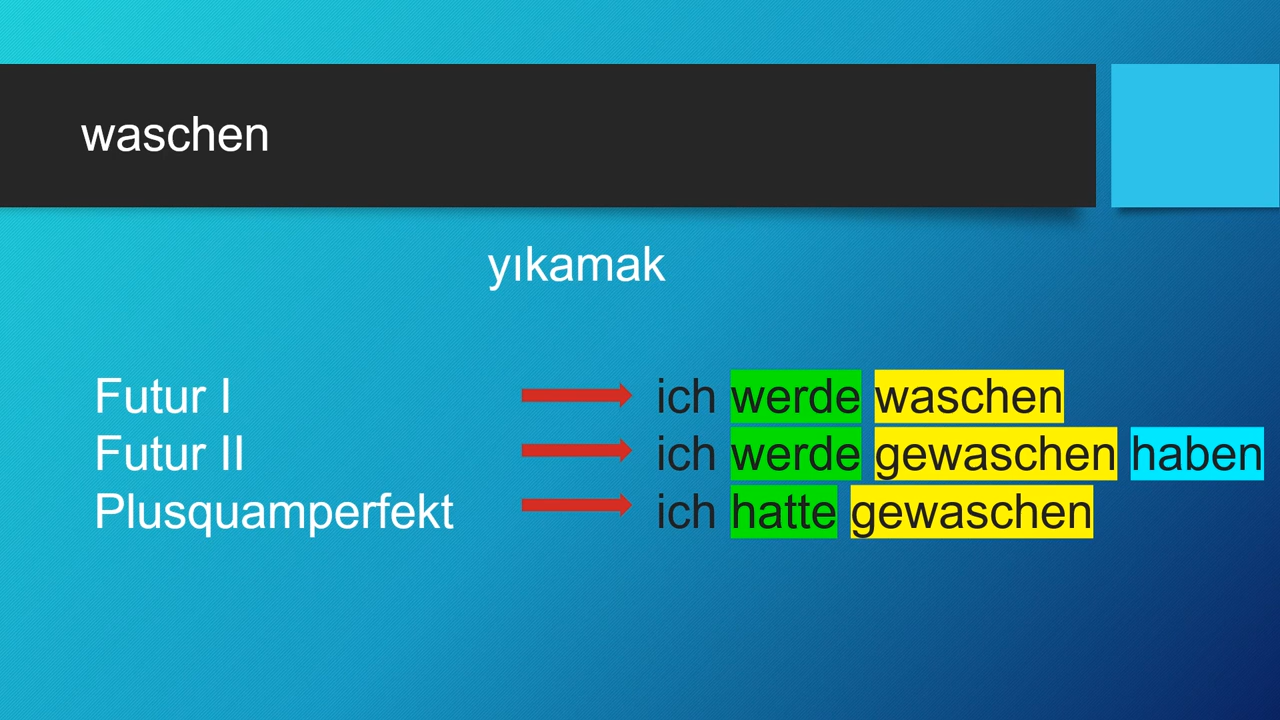 waschen
yıkamak
Futur I ich werde waschen
Futur II ich werde gewaschen haben
Plusquamperfekt ich hatte gewaschen